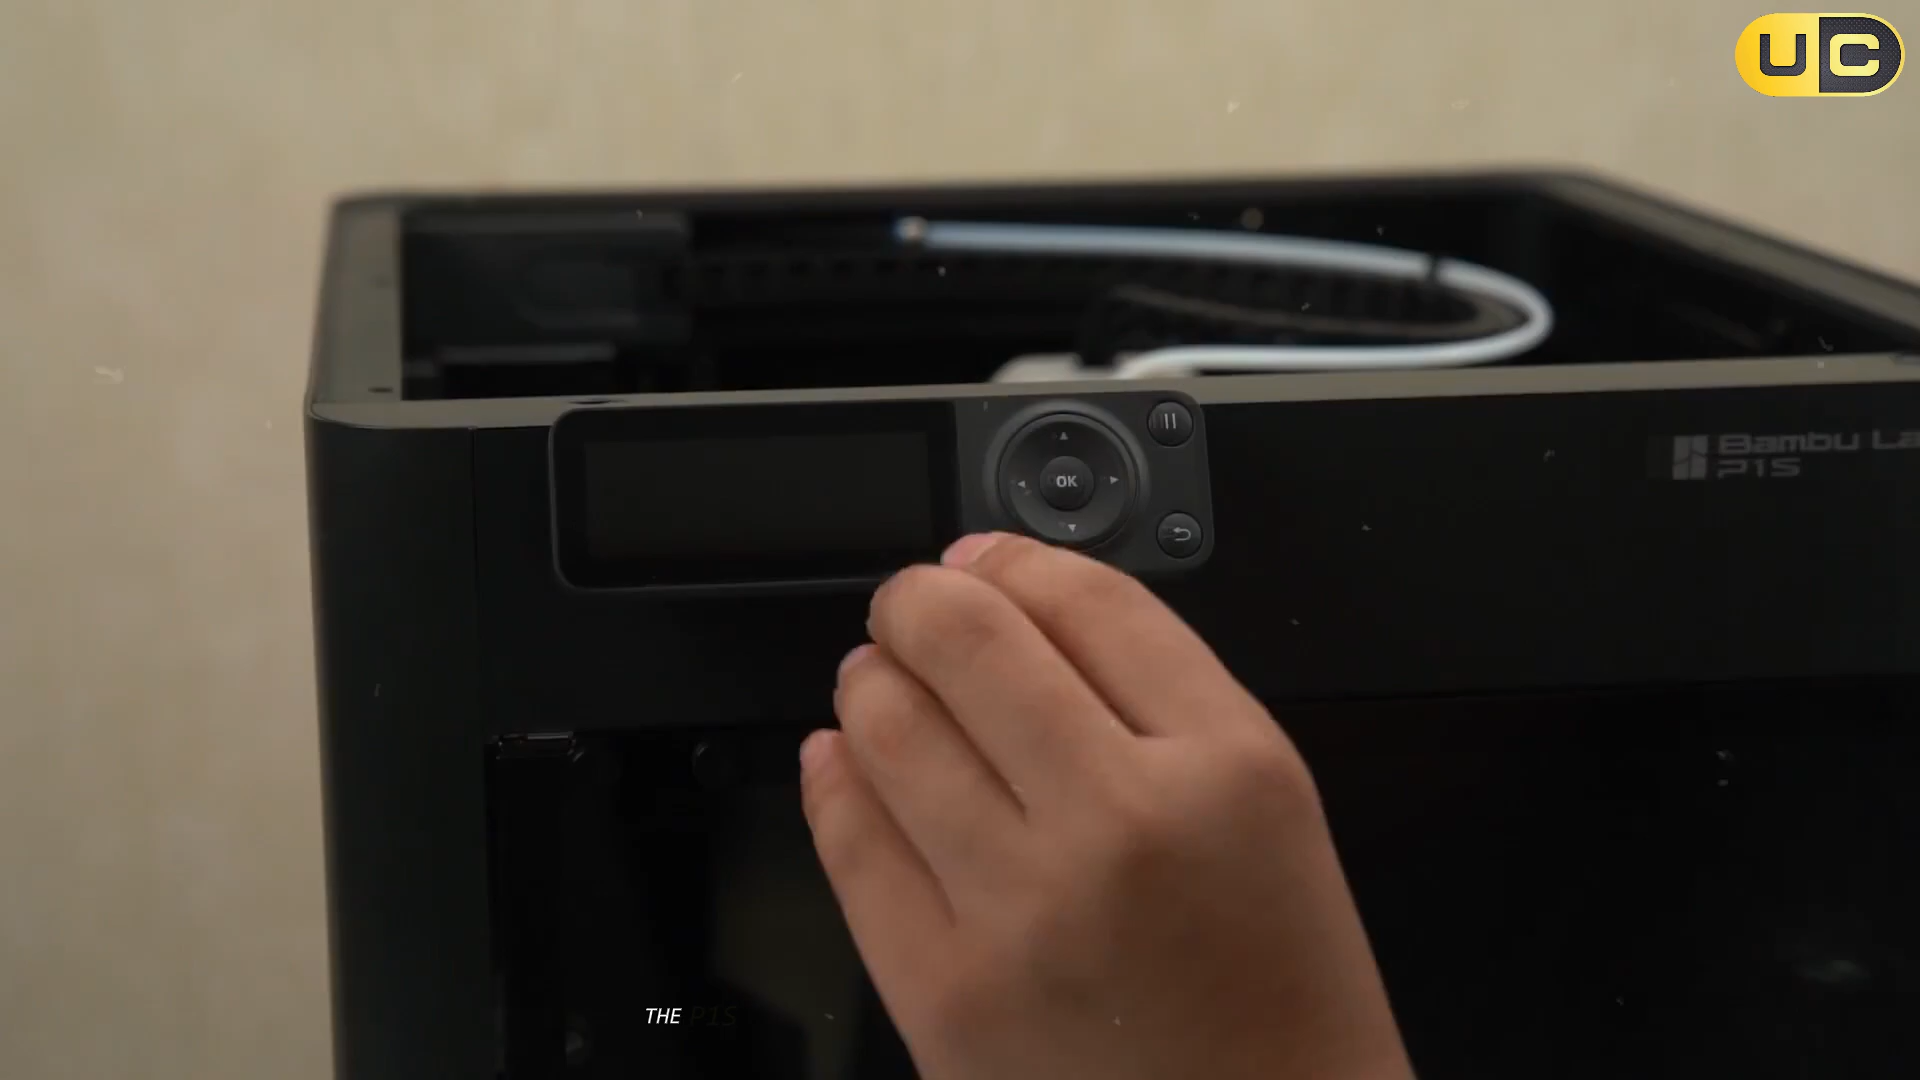 UC
OK
Bambu La
P1S
THE P1S